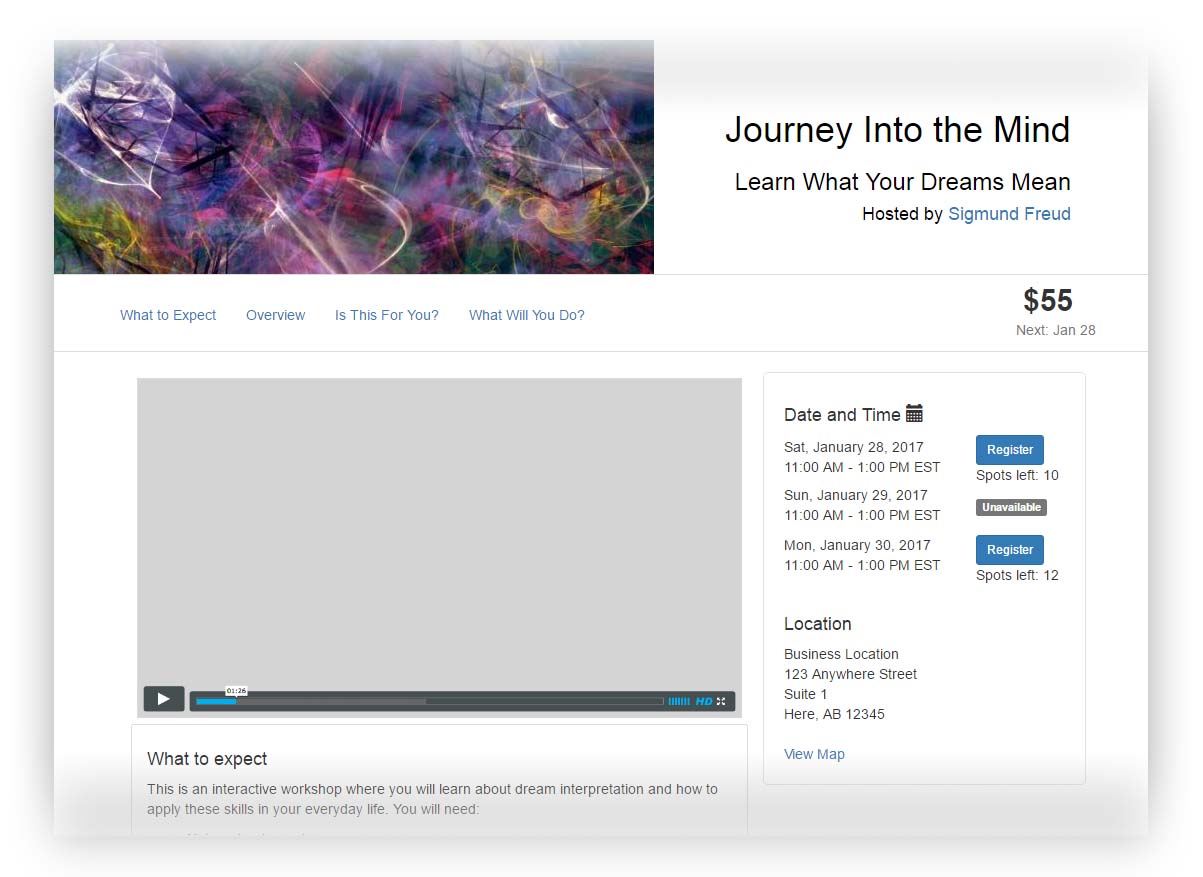 Journey Into the Mind
Learn What Your Dreams Mean
Hosted by Sigmund Freud
What to Expect Overview Is This For You? What Will You Do?
$55
Next: Jan 28
01:26
HD
What to expect
This is an interactive workshop where you will learn about dream interpretation and how to
apply these skills in your everyday life. You will need:
Date and Time
Sat, January 28, 2017
11:00 AM - 1:00 PM EST
Register
Spots left: 10
Sun, January 29, 2017
11:00 AM - 1:00 PM EST
Unavailable
Mon, January 30, 2017
11:00 AM - 1:00 PM EST
Register
Spots left: 12
Location
Business Location
123 Anywhere Street
Suite 1
Here, AB 12345
View Map